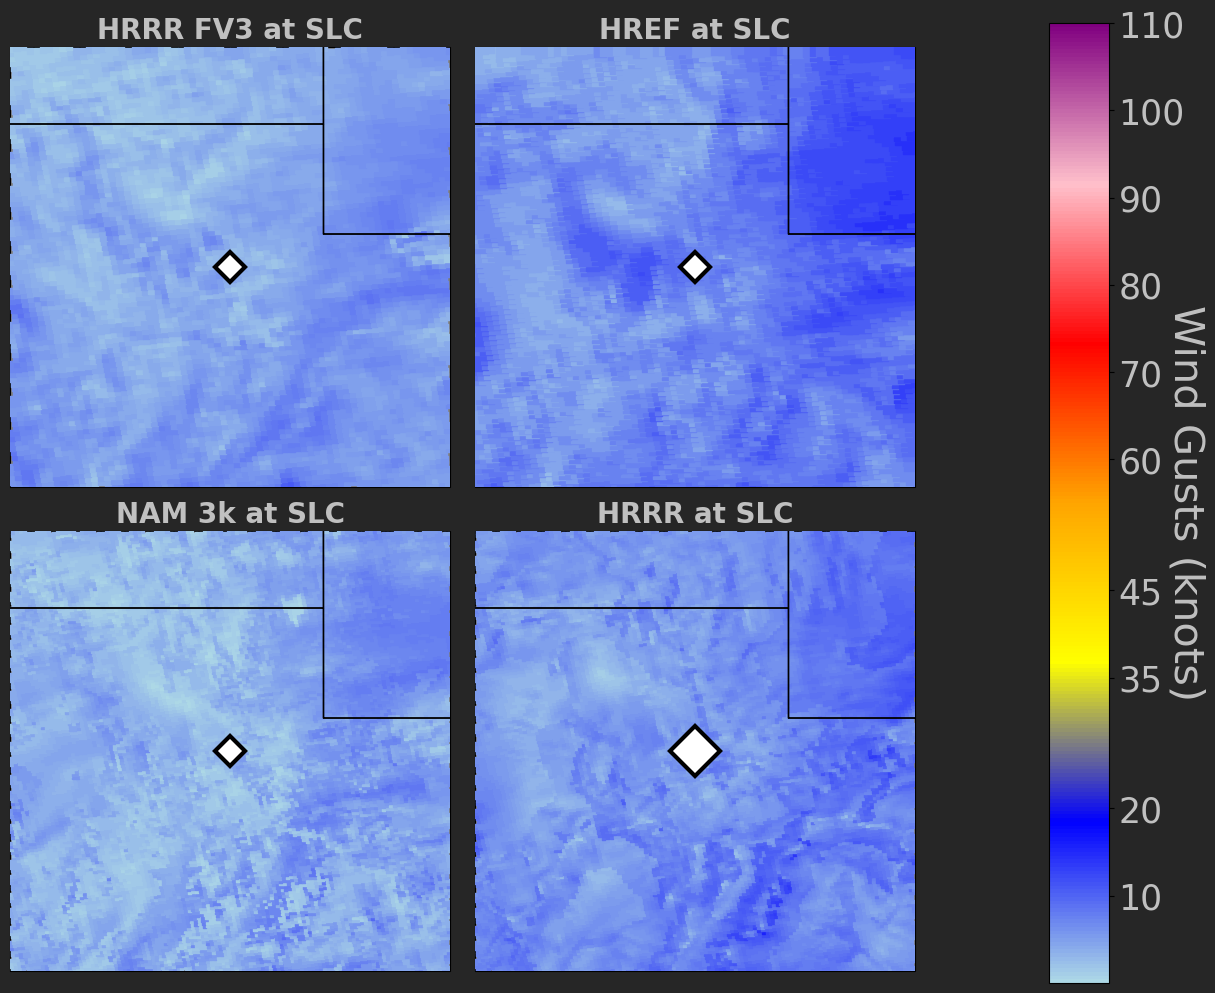 HRRR FV3 at SLC
HREF at SLC
NAM 3k at SLC
HRRR at SLC
110
100
90
80
70
60
45
35
20
10
Wind Gusts (knots)